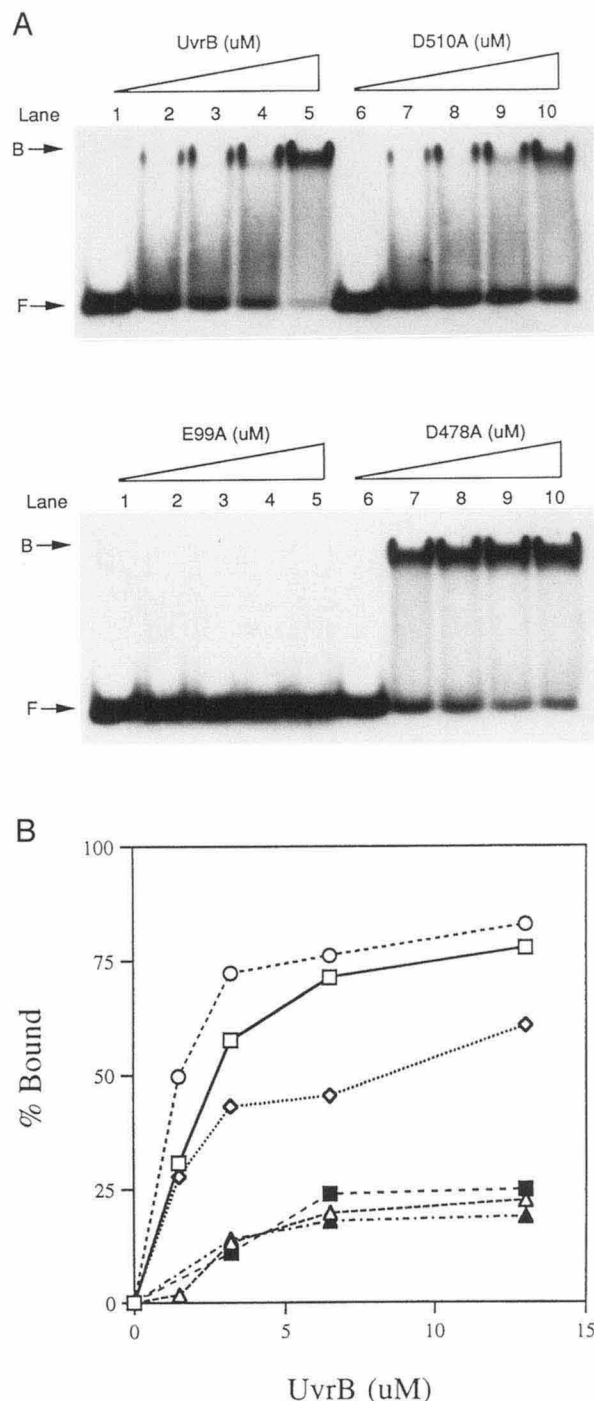 A
UvrB (uM) D510A (uM)
Lane 1 2 3 4 5 6 7 8 9 10
B
F
E99A (uM) D478A (uM)
Lane 1 2 3 4 5 6 7 8 9 10
B
F
B
100
75
50
25
0
0 5 10 15
% Bound
UvrB (uM)